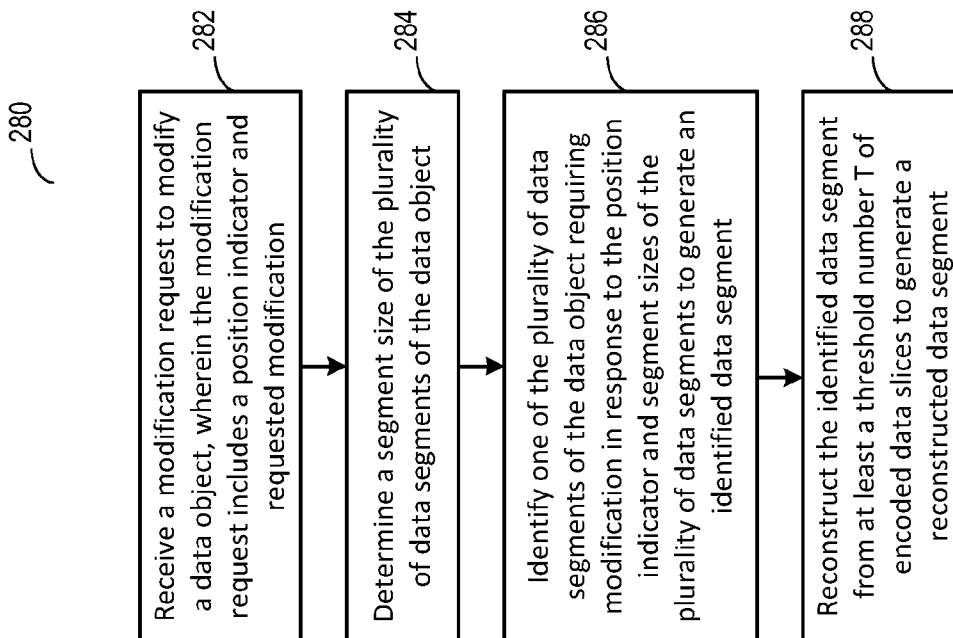 280
Receive a modification request to modify
a data object, wherein the modification
request includes a position indicator and
requested modification
282
Determine a segment size of the plurality
of data segments of the data object
284
Identify one of the plurality of data
segments of the data object requiring
modification in response to the position
indicator and segment sizes of the
plurality of data segments to generate an
identified data segment
286
Reconstruct the identified data segment
from at least a threshold number T of
encoded data slices to generate a
reconstructed data segment
288